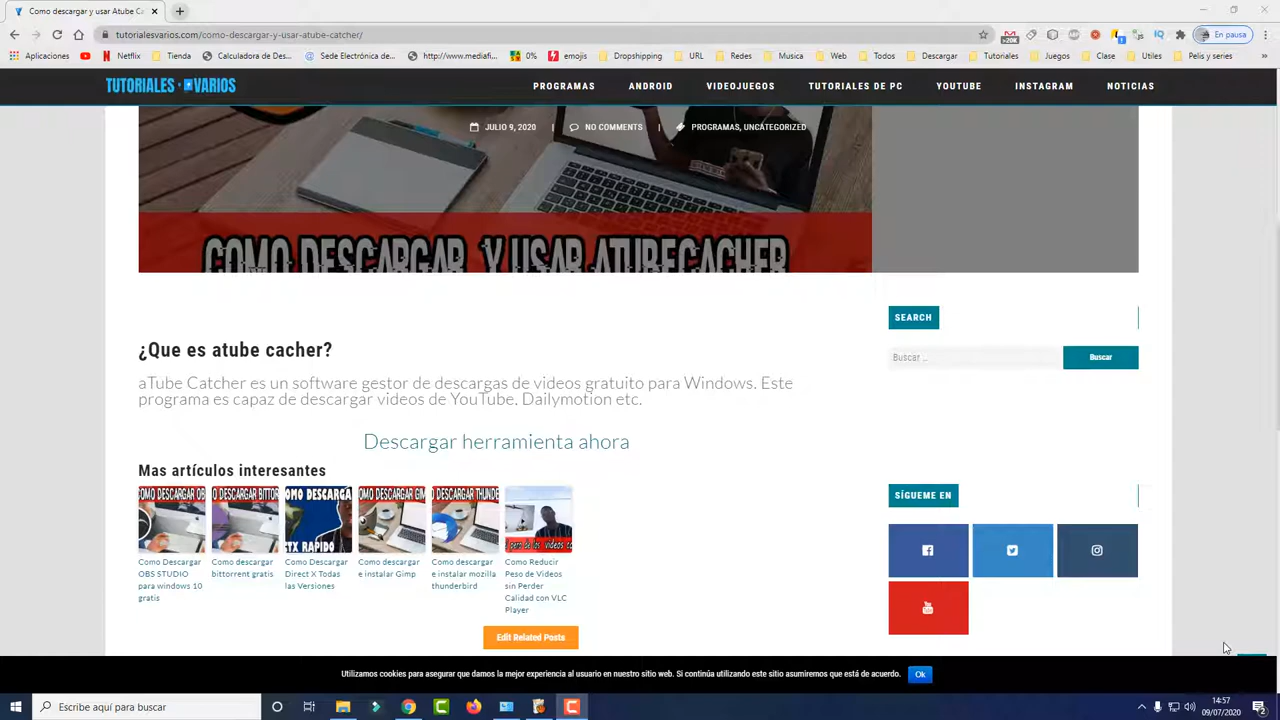 Como descargar y usar Atube Ca
tutorialesvarios.com/como-descargar-y-usar-atube-catcher/
>20K
En pausa
Aplicaciones Netflix Tienda Calculadora de Des... http://www.mediafi... 0% emojis Dropshipping URL Redes Descargar Tutoriales Juegos Clase Utiles Pelis y series »
TUTORIALES VARIOS
PROGRAMAS ANDROID VIDEOJUEGOS TUTORIALES DE PC YOUTUBE INSTAGRAM NOTICIAS
JULIO 9, 2020 | NO COMMENTS | PROGRAMAS, UNCATEGORIZED
COMO DESCARGAR Y USAR ATUBECACHER
SEARCH
Buscar ...
Buscar
¿Que es atube cacher?
aTube Catcher es un software gestor de descargas de videos gratuito para Windows. Este
programa es capaz de descargar videos de YouTube, Dailymotion etc.
Descargar herramienta ahora
Mas artículos interesantes
Como Descargar
OBS STUDIO
para windows 10
gratis
Como descargar
bittorrent gratis
Como Descargar
Direct X Todas
las Versiones
Como descargar
e instalar Gimp
Como descargar
e instalar mozilla
thunderbird
Como Reducir
Peso de Videos
sin Perder
Calidad con VLC
Player
Edit Related Posts
SÍGUEME EN
Utilizamos cookies para asegurar que damos la mejor experiencia al usuario en nuestro sitio web. Si continúa utilizando este sitio asumiremos que está de acuerdo.
Ok
Escribe aquí para buscar
14:57
09/07/2020
2